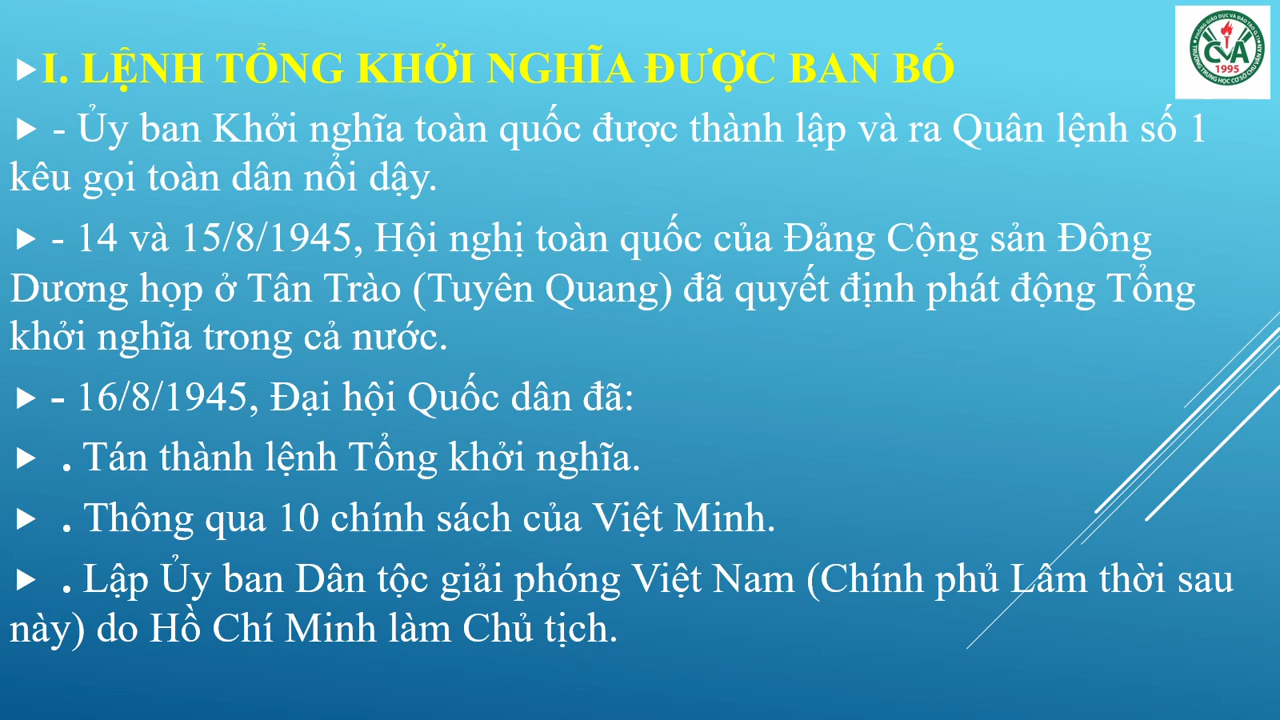 I. LỆNH TỔNG KHỞI NGHĨA ĐƯỢC BAN BỐ
- Ủy ban Khởi nghĩa toàn quốc được thành lập và ra Quân lệnh số 1
kêu gọi toàn dân nổi dậy.
- 14 và 15/8/1945, Hội nghị toàn quốc của Đảng Cộng sản Đông
Dương họp ở Tân Trào (Tuyên Quang) đã quyết định phát động Tổng
khởi nghĩa trong cả nước.
- 16/8/1945, Đại hội Quốc dân đã:
. Tán thành lệnh Tổng khởi nghĩa.
. Thông qua 10 chính sách của Việt Minh.
. Lập Ủy ban Dân tộc giải phóng Việt Nam (Chính phủ Lâm thời sau
này) do Hồ Chí Minh làm Chủ tịch.
CVA
1995